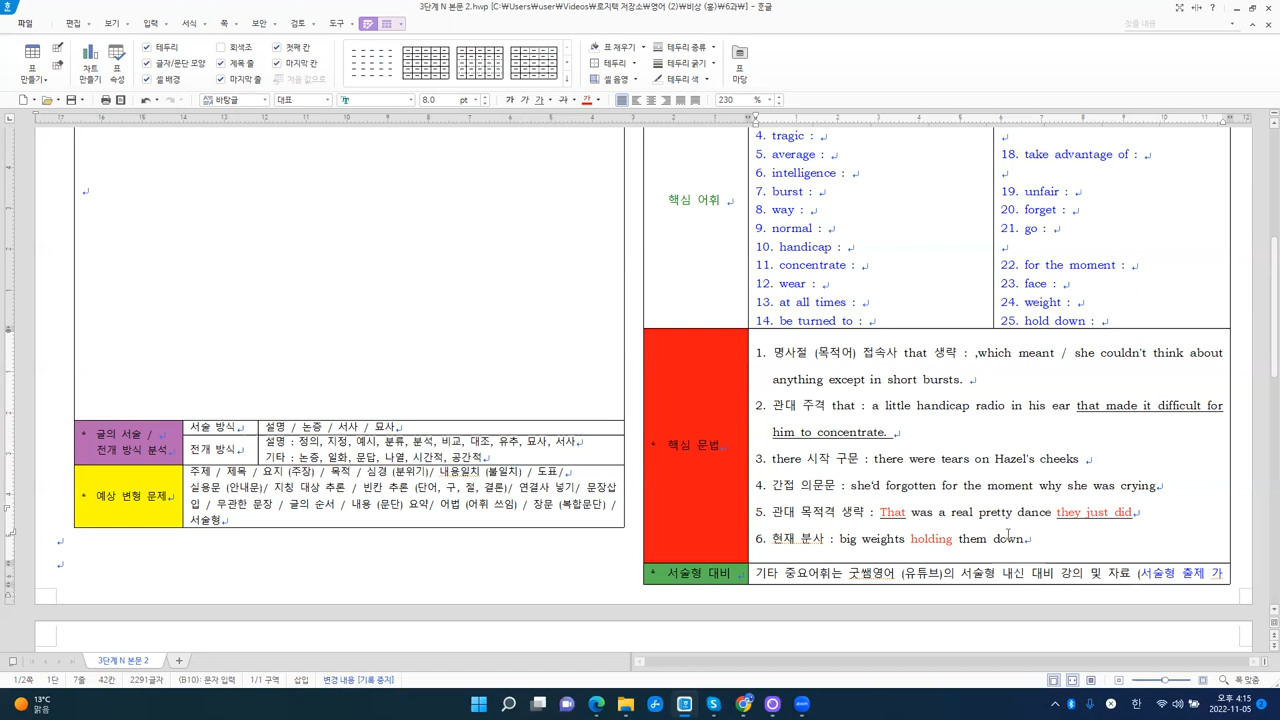 3단계 N 본문 2.hwp [C:₩Users₩user₩Videos₩로지텍 저장소₩영어 (2)₩비상 (홍)₩6과₩] - 훈글
파일 편집 보기 입력 서식 쪽 보안 검토 도구
찾을 내용
테두리 회색조 첫째 칸
글자/문단 모양 제목 줄 마지막 칸
셀 배경 마지막 줄 처음 값으로
표 만들기
차트 만들기
표 속성
표 채우기 테두리 종류
테두리 테두리 굵기
셀 음영 테두리 색
표 마당
바탕글 대표 8.0 pt 가 가 가 가 가 230 %
4. tragic :
5. average :
6. intelligence :
7. burst :
8. way :
9. normal :
10. handicap :
11. concentrate :
12. wear :
13. at all times :
14. be turned to :
핵심 어휘
18. take advantage of :
19. unfair :
20. forget :
21. go :
22. for the moment :
23. face :
24. weight :
25. hold down :
* 핵심 문법
1. 명사절 (목적어) 접속사 that 생략 : ,which meant / she couldn't think about
anything except in short bursts.
2. 관대 주격 that : a little handicap radio in his ear that made it difficult for
him to concentrate.
3. there 시작 구문 : there were tears on Hazel's cheeks
4. 간접 의문문 : she'd forgotten for the moment why she was crying
5. 관대 목적격 생략 : That was a real pretty dance they just did
6. 현재 분사 : big weights holding them down
* 서술형 대비
기타 중요어휘는 굿쌤영어 (유튜브)의 서술형 내신 대비 강의 및 자료 (서술형 출제 가
* 글의 서술 /
전개 방식 분석
서술 방식 설명 / 논증 / 서사 / 묘사
전개 방식 설명 : 정의, 지정, 예시, 분류, 분석, 비교, 대조, 유추, 묘사, 서사
기타 : 논증, 일화, 문답, 나열, 시간적, 공간적
* 예상 변형 문제
주제 / 제목 / 요지 (주장) / 목적 / 심경 (분위기)/ 내용일치 (불일치) / 도표/
실용문 (안내문)/ 지칭 대상 추론 / 빈칸 추론 (단어, 구, 절, 결론)/ 연결사 넣기/ 문장삽
입 / 무관한 문장 / 글의 순서 / 내용 (문단) 요약 / 어법 (어휘 쓰임) / 장문 (복합문단) /
서술형
3단계 N 본문 2
1/2쪽 1단 7줄 42칸 2291글자 (B10): 문자 입력 1/1 구역 삽입 변경 내용 [기록 중지] 폭 맞춤
13°C
맑음
한
오후 4:15
2022-11-05